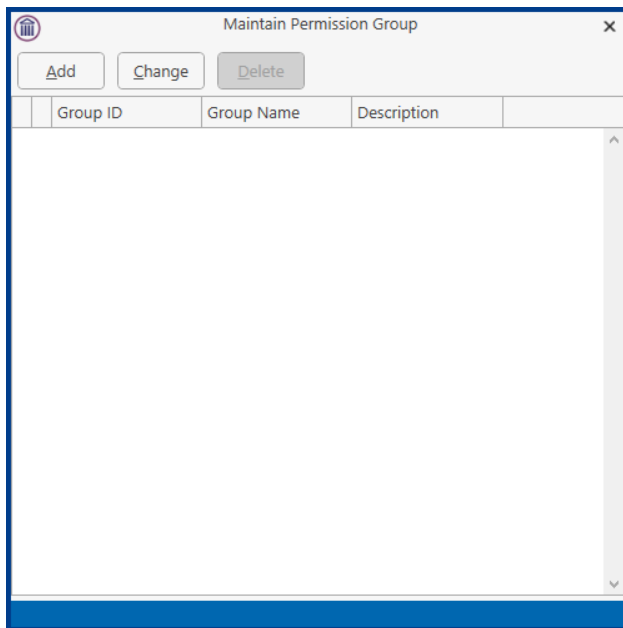 Maintain Permission Group
Add Change Delete
Group ID Group Name Description